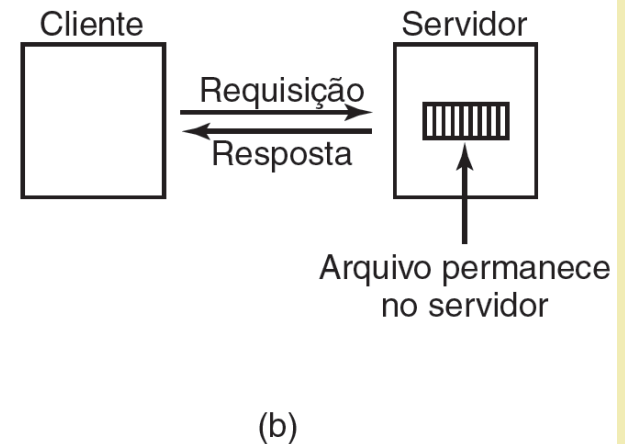 Cliente
Servidor
Requisição
Resposta
Arquivo permanece
no servidor
(b)